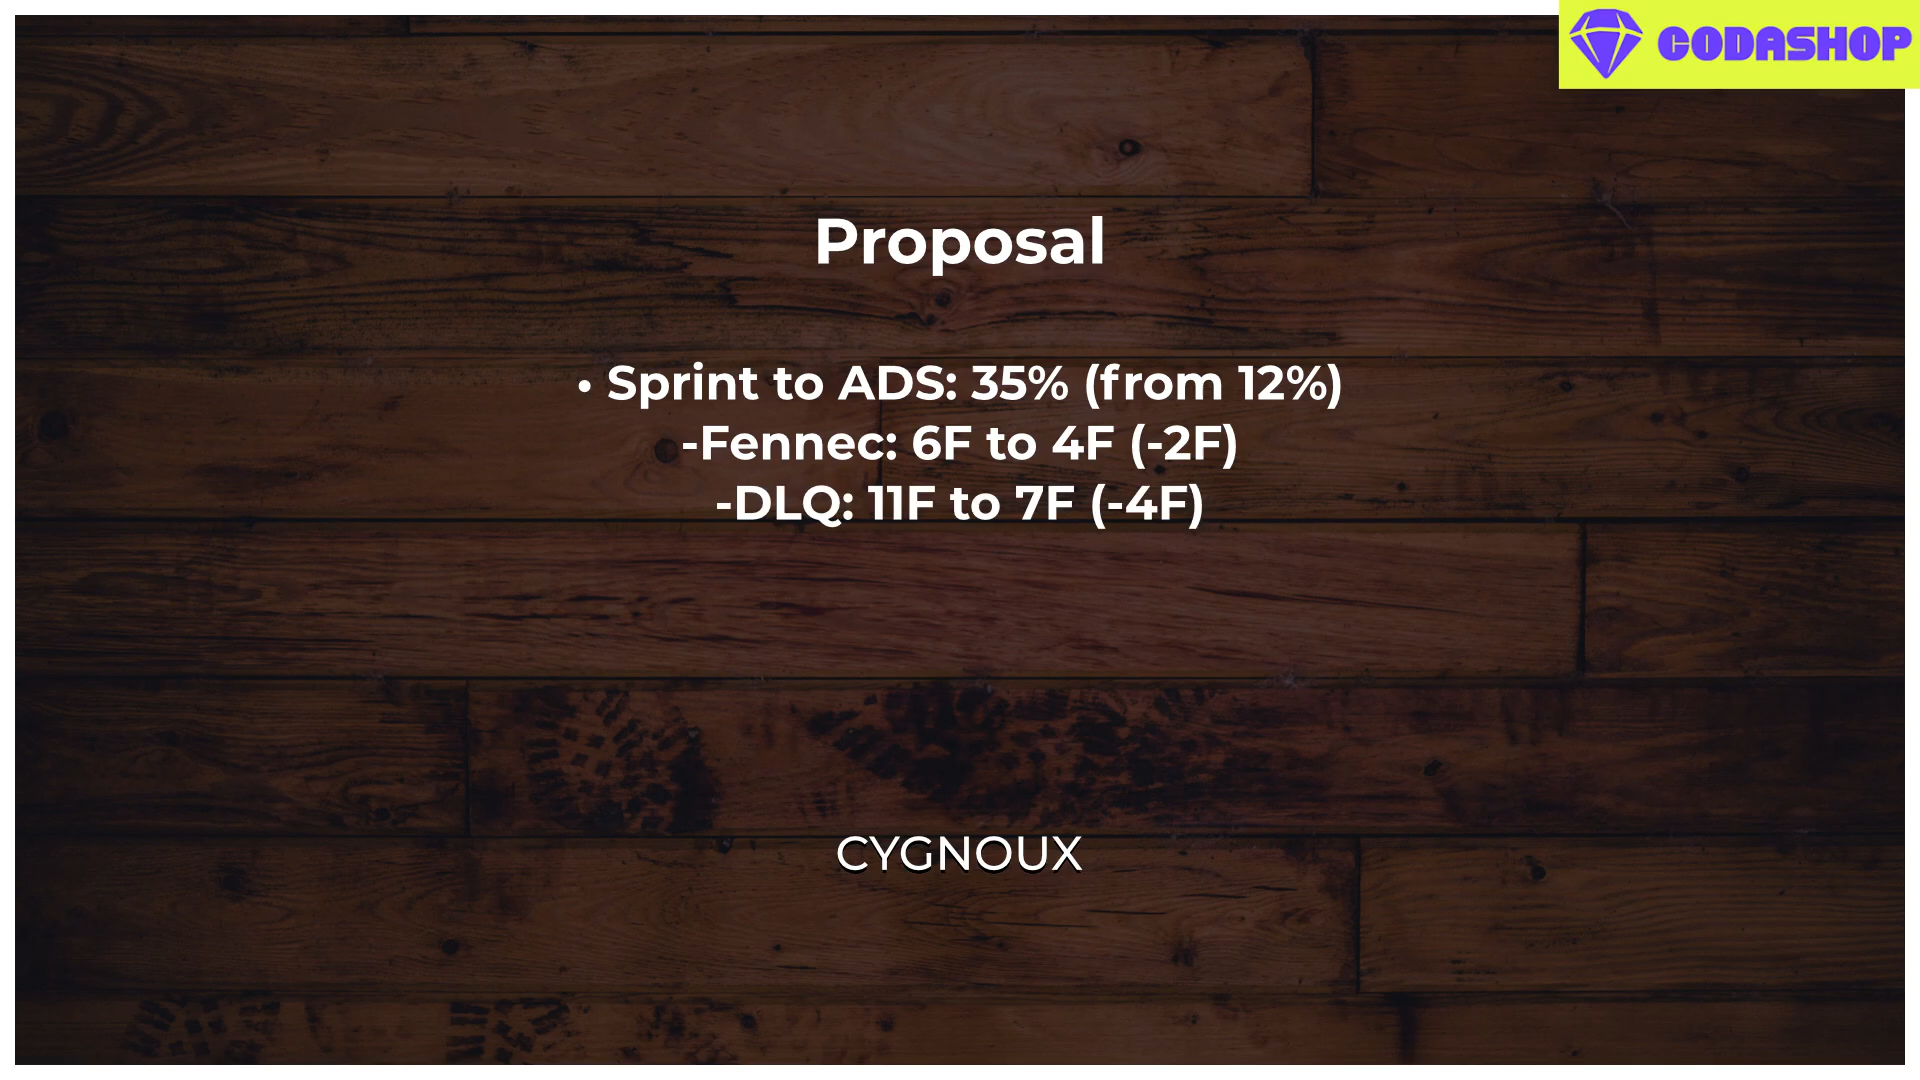 CODASHOP
Proposal
• Sprint to ADS: 35% (from 12%)
-Fennec: 6F to 4F (-2F)
-DLQ: 11F to 7F (-4F)
CYGNOUX